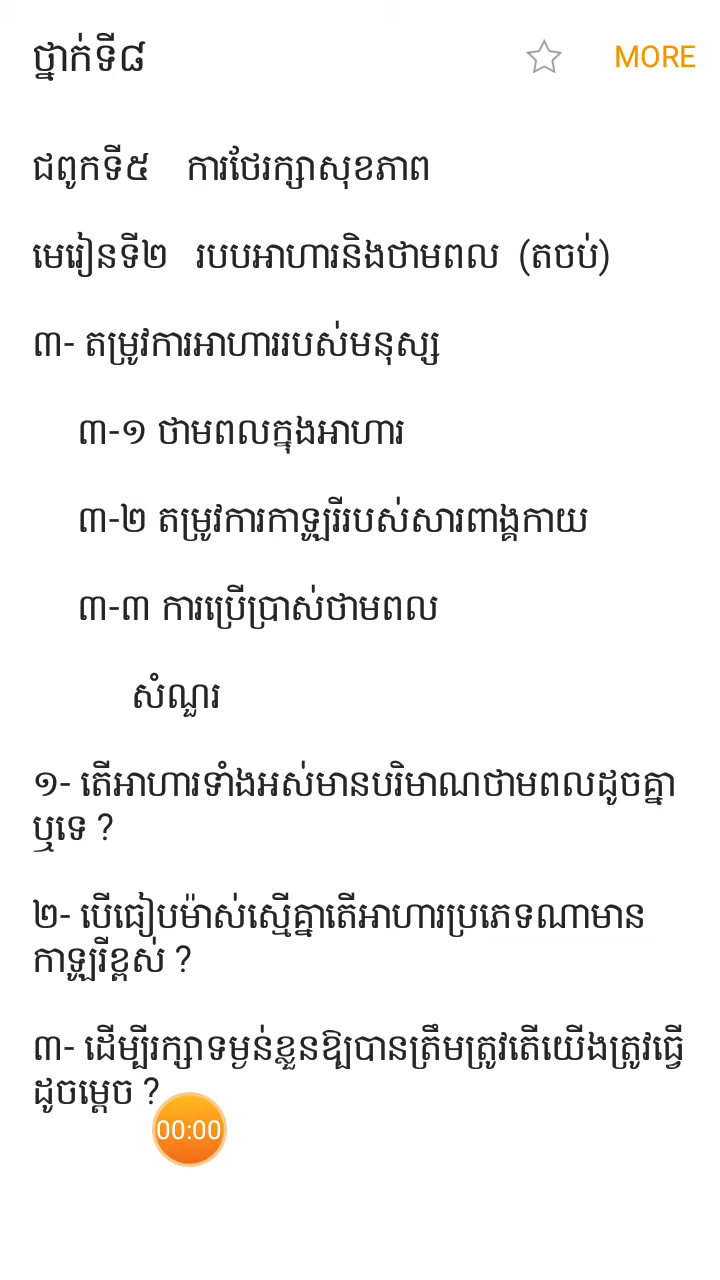 ថ្នាក់ទី៨
MORE
ជពូកទី៥ ការថែរក្សាសុខភាព
មេរៀនទី២ របបអាហារនិងថាមពល (តចប់)
៣- តម្រូវការអាហាររបស់មនុស្ស
៣-១ ថាមពលក្នុងអាហារ
៣-២ តម្រូវការកាឡូរីរបស់សារពាង្គកាយ
៣-៣ ការប្រើប្រាស់ថាមពល
សំណួរ
១- តើអាហារទាំងអស់មានបរិមាណថាមពលដូចគ្នា
ឬទេ ?
២- បើធៀបម៉ាស់ស្មើគ្នាតើអាហារប្រភេទណាមាន
កាឡូរីខ្ពស់ ?
៣- ដើម្បីរក្សាទម្ងន់ខ្លួនឱ្យបានត្រឹមត្រូវតើយើងត្រូវធ្វើ
ដូចម្ដេច ?
00:00